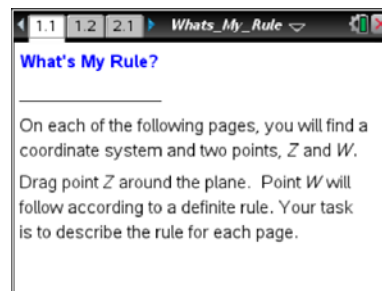 1.1 1.2 2.1 Whats_My_Rule
What's My Rule?
On each of the following pages, you will find a
coordinate system and two points, Z and W.
Drag point Z around the plane. Point W will
follow according to a definite rule. Your task
is to describe the rule for each page.